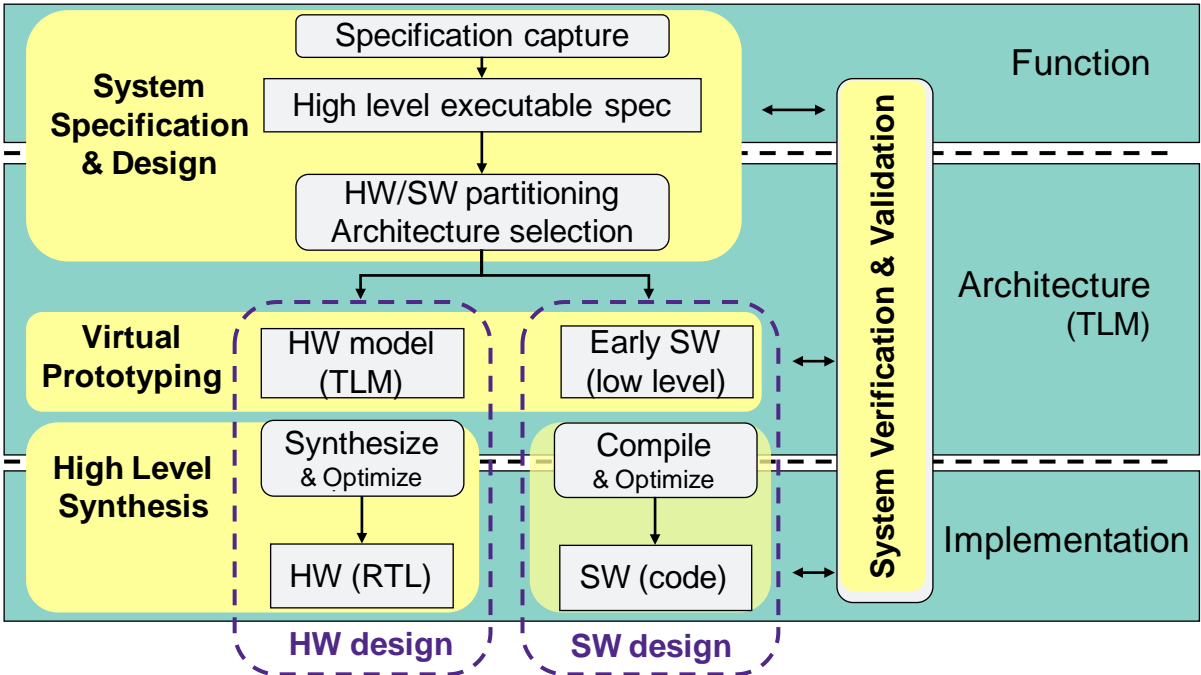 Specification capture
Function
System
Specification
& Design
High level executable spec
HW/SW partitioning
Architecture selection
System Verification & Validation
Architecture
(TLM)
Virtual
Prototyping
HW model
(TLM)
Early SW
(low level)
High Level
Synthesis
Synthesize
& Optimize
Compile
& Optimize
Implementation
HW (RTL)
SW (code)
HW design
SW design